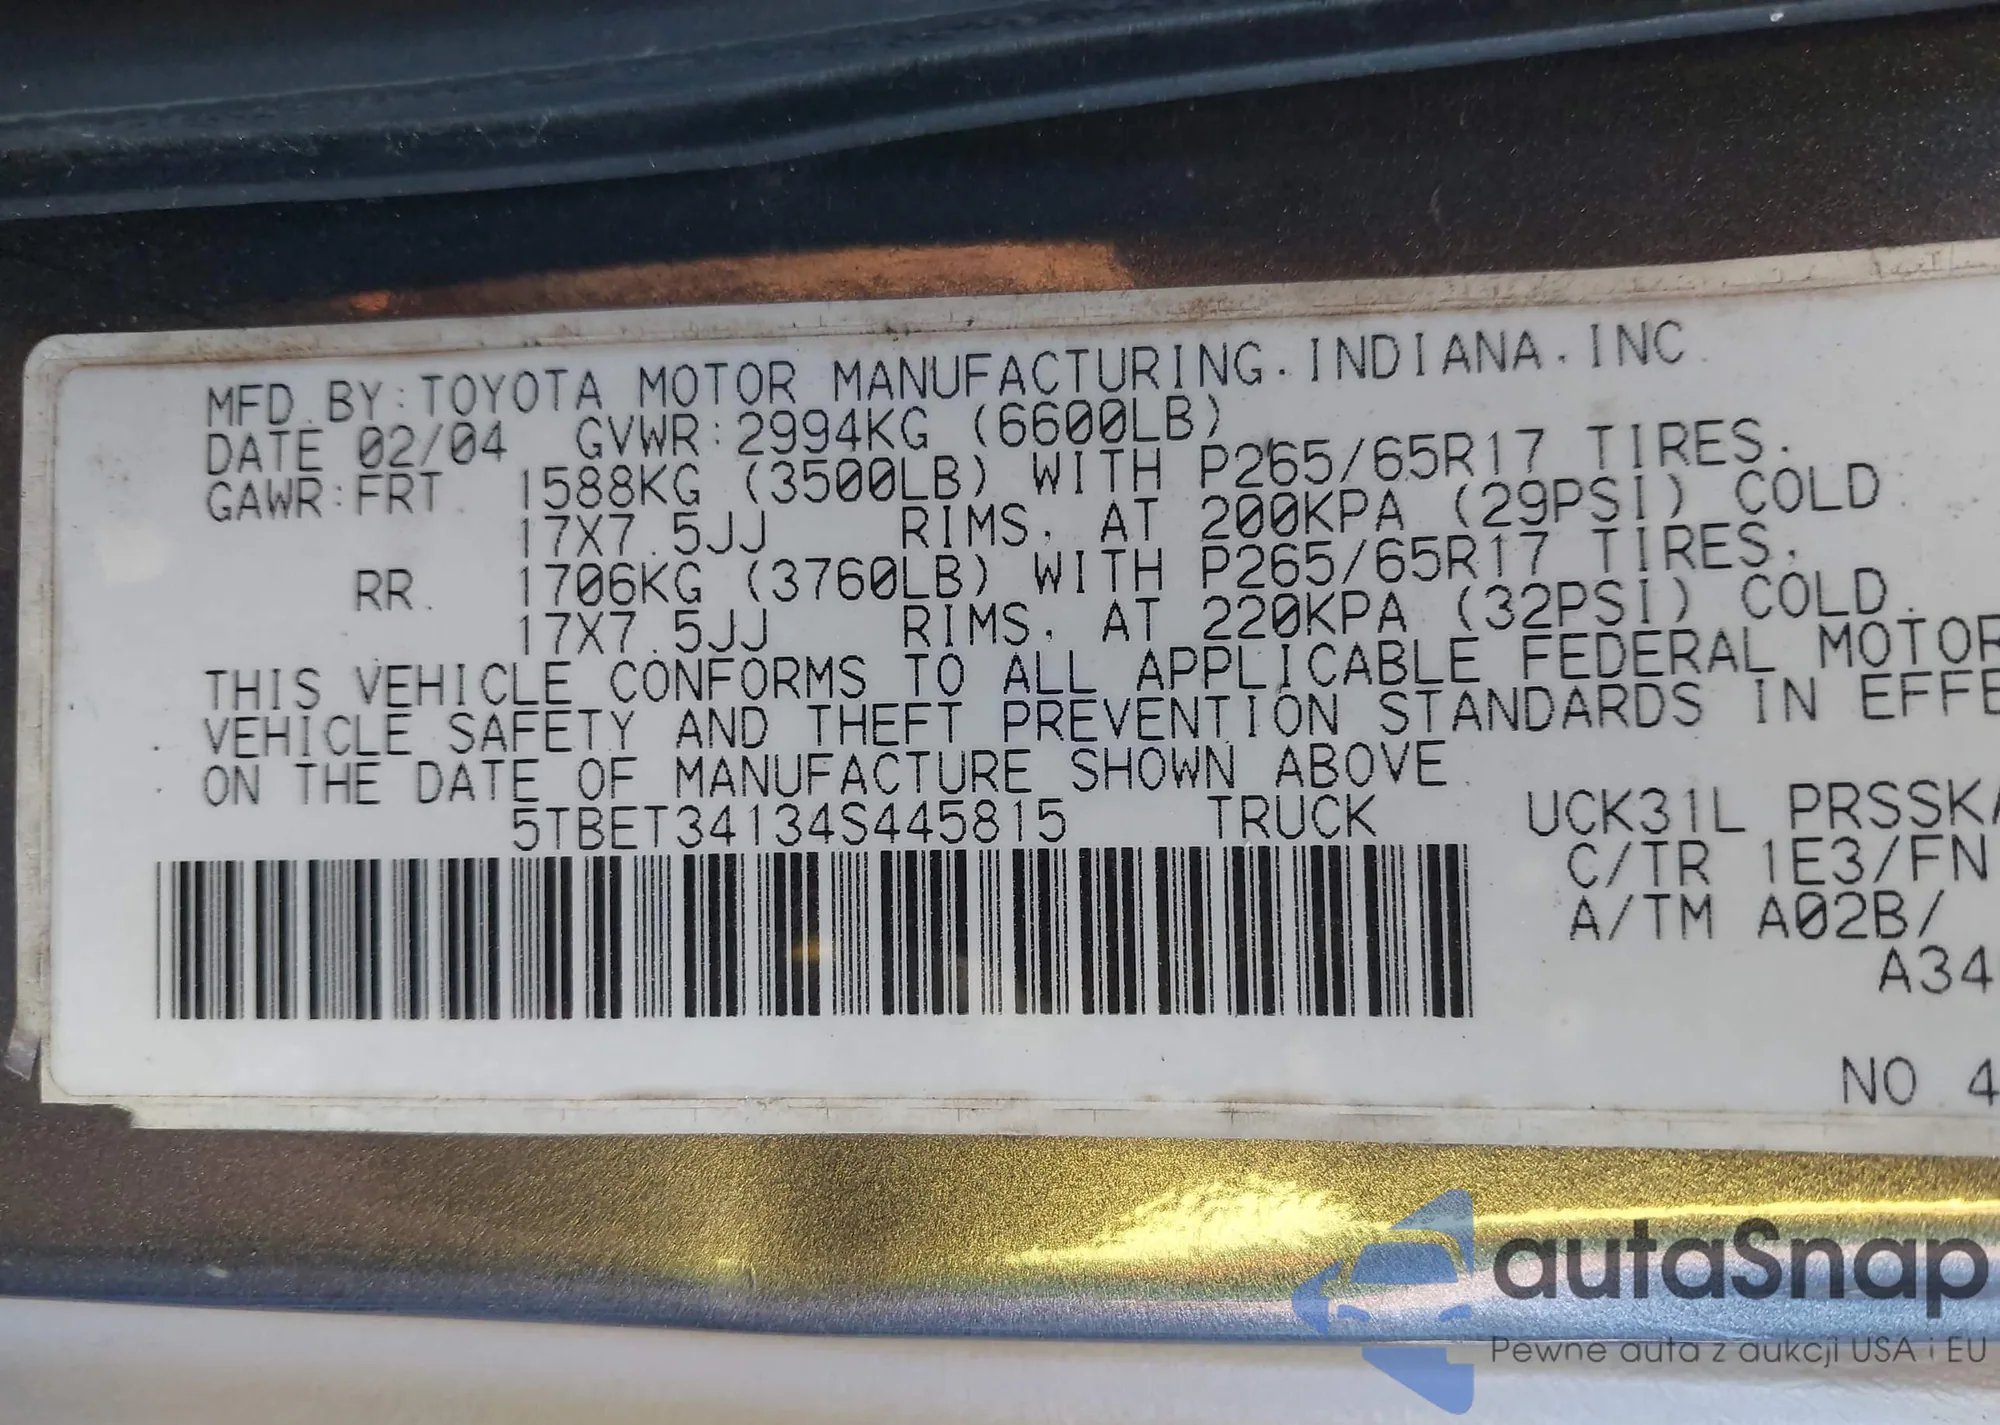 MFD.BY:TOYOTA MOTOR MANUFACTURING.INDIANA.INC.
DATE 02/04 GVWR:2994KG (6600LB)
GAWR:FRT. 1588KG (3500LB) WITH P265/65R17 TIRES.
17X7.5JJ RIMS, AT 200KPA (29PSI) COLD.
RR. 1706KG (3760LB) WITH P265/65R17 TIRES.
17X7.5JJ RIMS, AT 220KPA (32PSI) COLD.
THIS VEHICLE CONFORMS TO ALL APPLICABLE FEDERAL MOTOR
VEHICLE SAFETY AND THEFT PREVENTION STANDARDS IN EFFE
ON THE DATE OF MANUFACTURE SHOWN ABOVE.
5TBET34134S445815 TRUCK UCK31L PRSSKA
C/TR 1E3/FN
A/TM A02B/
A34
NO 4
autaSnap
Pewne auta z aukcji USA i EU